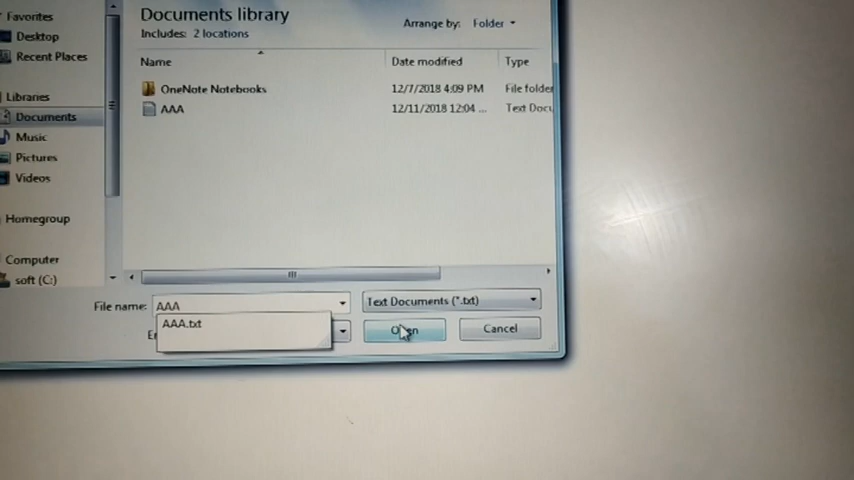 Favorites
Desktop
Recent Places
Libraries
Documents
Music
Pictures
Videos
Homegroup
Computer
soft (C:)
Documents library
Includes: 2 locations
Arrange by: Folder
Name Date modified Type
OneNote Notebooks 12/7/2018 4:09 PM File folder
AAA 12/11/2018 12:04 ... Text Docu
File name: AAA Text Documents (*.txt)
AAA.txt
Open Cancel